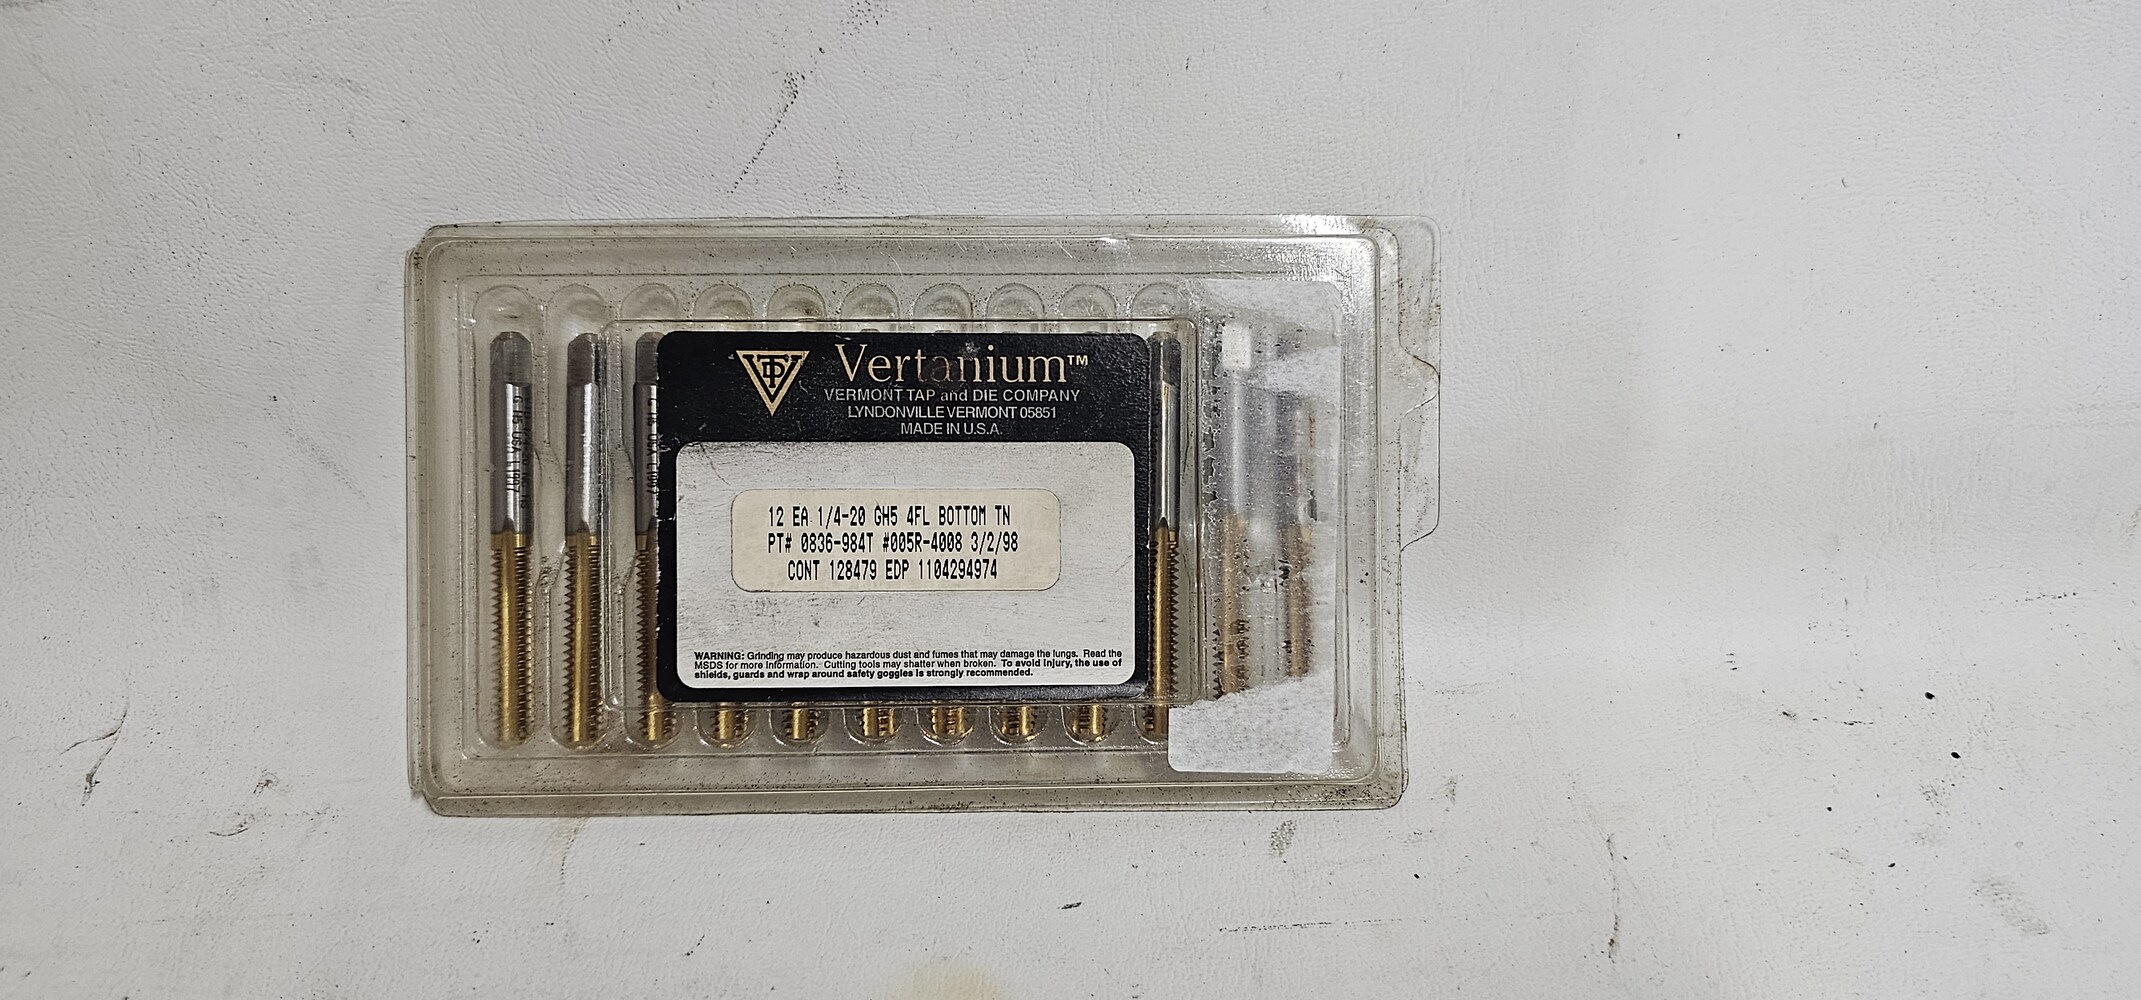 VTD
Vertanium™
VERMONT TAP and DIE COMPANY
LYNDONVILLE VERMONT 05851
MADE IN U.S.A.
12 EA 1/4-20 GH5 4FL BOTTOM TN
PT# 0836-984T #005R-4008 3/2/98
CONT 128479 EDP 1104294974
WARNING: Grinding may produce hazardous dust and fumes that may damage the lungs. Read the
MSDS for more information. Cutting tools may shatter when broken. To avoid injury, the use of
shields, guards and wrap around safety goggles is strongly recommended.